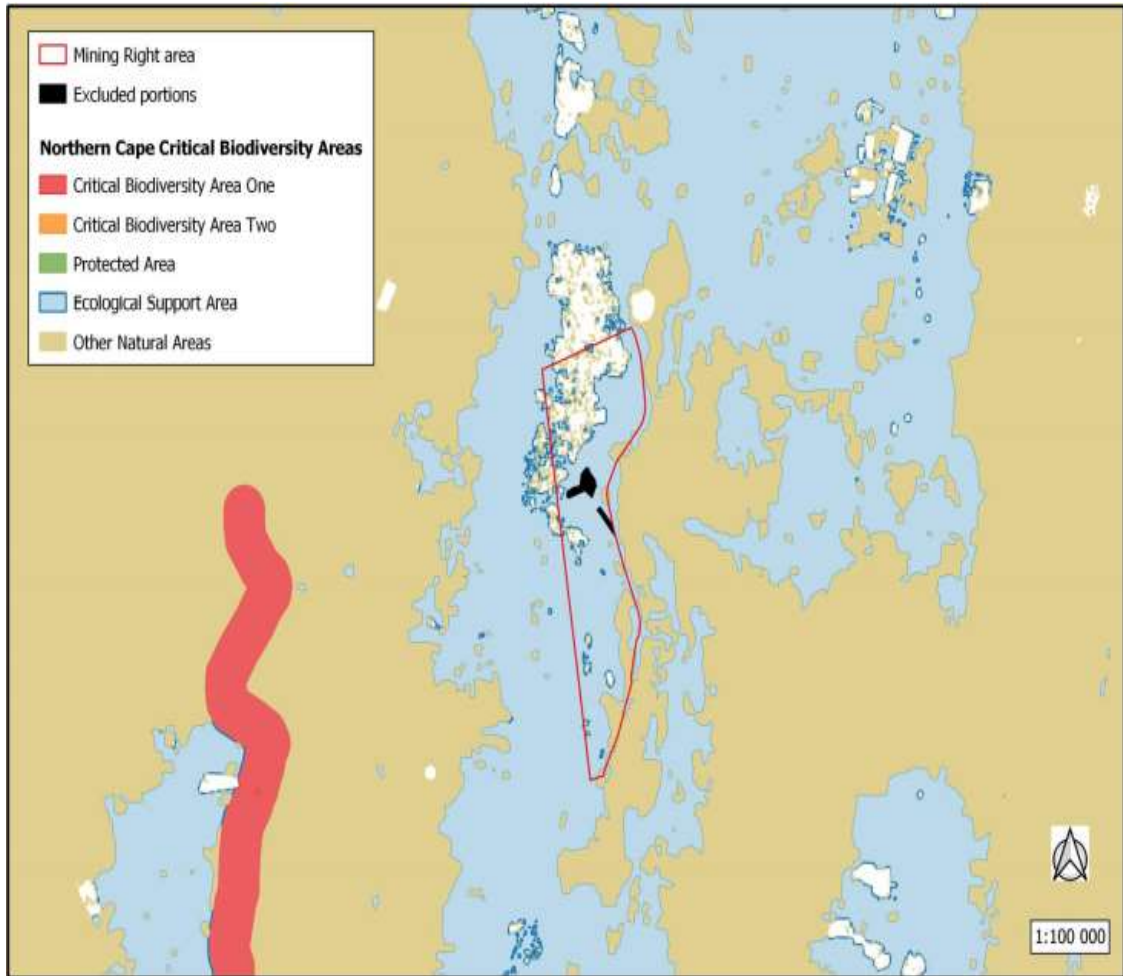 Mining Right area
Excluded portions
Northern Cape Critical Biodiversity Areas
Critical Biodiversity Area One
Critical Biodiversity Area Two
Protected Area
Ecological Support Area
Other Natural Areas
1:100 000